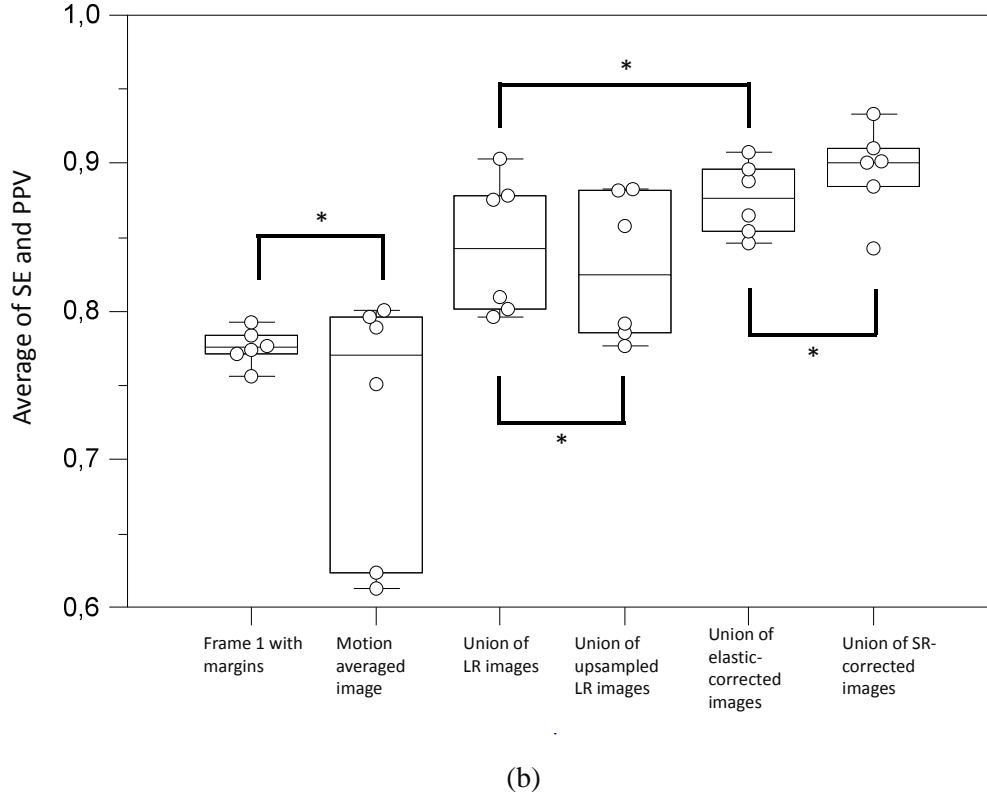 Average of SE and PPV
1,0
0,9
0,8
0,7
0,6
*
*
*
*
Frame 1 with
margins
Motion
averaged
image
Union of
LR images
Union of
upsampled
LR images
Union of
elastic-
corrected
images
Union of SR-
corrected
images
(b)